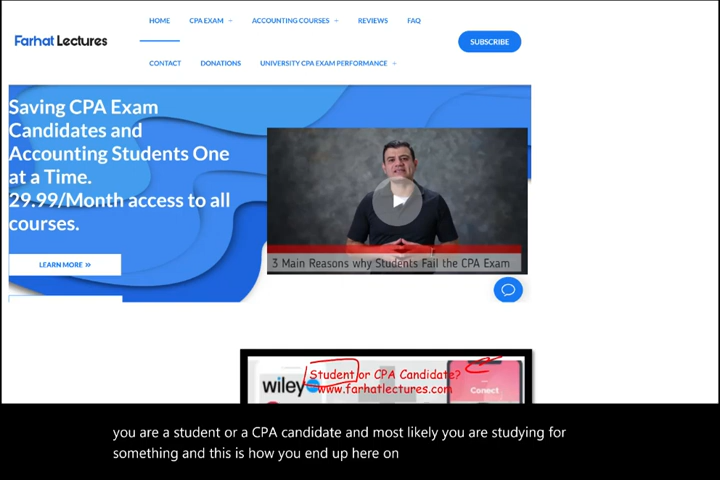 HOME
CPA EXAM
ACCOUNTING COURSES
REVIEWS
FAQ
Farhat Lectures
SUBSCRIBE
CONTACT
DONATIONS
UNIVERSITY CPA EXAM PERFORMANCE
Saving CPA Exam
Candidates and
Accounting Students One
at a Time.
29.99/Month access to all
courses.
LEARN MORE »
3 Main Reasons why Students Fail the CPA Exam
Student or CPA Candidate?
wiley
www.farhatlectures.com
Conect
you are a student or a CPA candidate and most likely you are studying for
something and this is how you end up here on